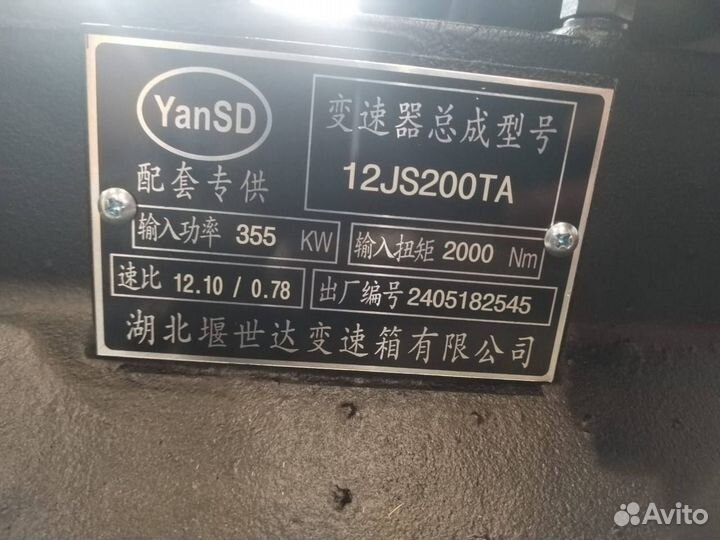 YanSD
配套专供
变速器总成型号
12JS200TA
输入功率 355 KW
输入扭矩 2000 Nm
速比 12.10 / 0.78
出厂编号 2405182545
湖北堰世达变速箱有限公司
Avito